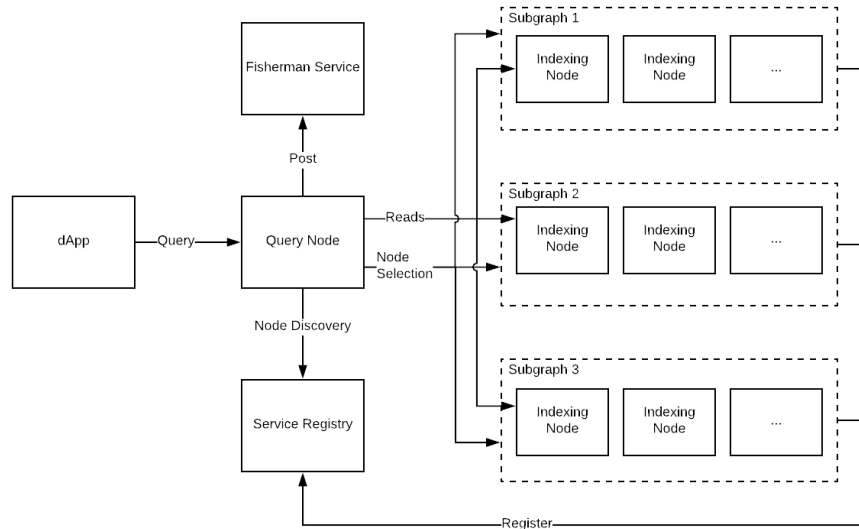 Subgraph 1
Indexing
Node
Indexing
Node
...
Fisherman Service
Post
Subgraph 2
dApp
Query
Query Node
Reads
Node
Selection
Indexing
Node
Indexing
Node
...
Node Discovery
Subgraph 3
Service Registry
Indexing
Node
Indexing
Node
...
Register